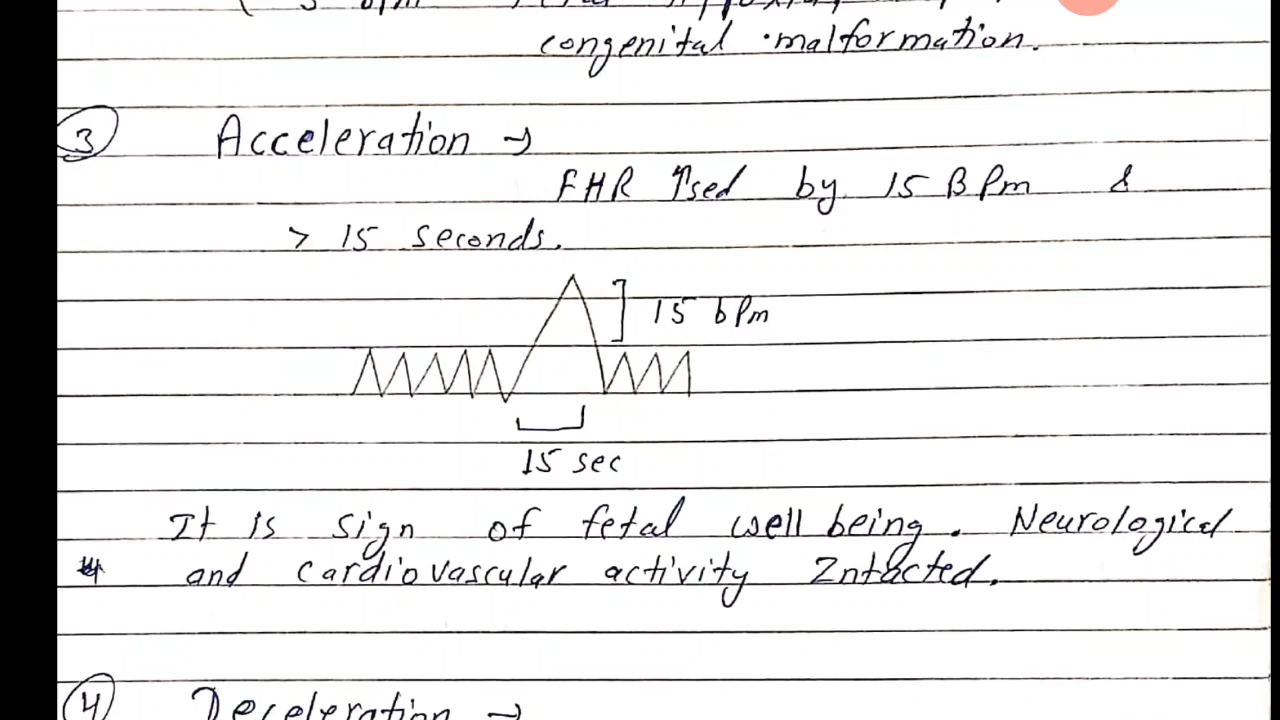 congenital malformation.
3 Acceleration →
FHR ↑sed by 15 BPm &
> 15 seconds.
15 bPm
15 sec
It is sign of fetal well being. Neurological
and cardiovascular activity Intacted.
4 Deceleration →